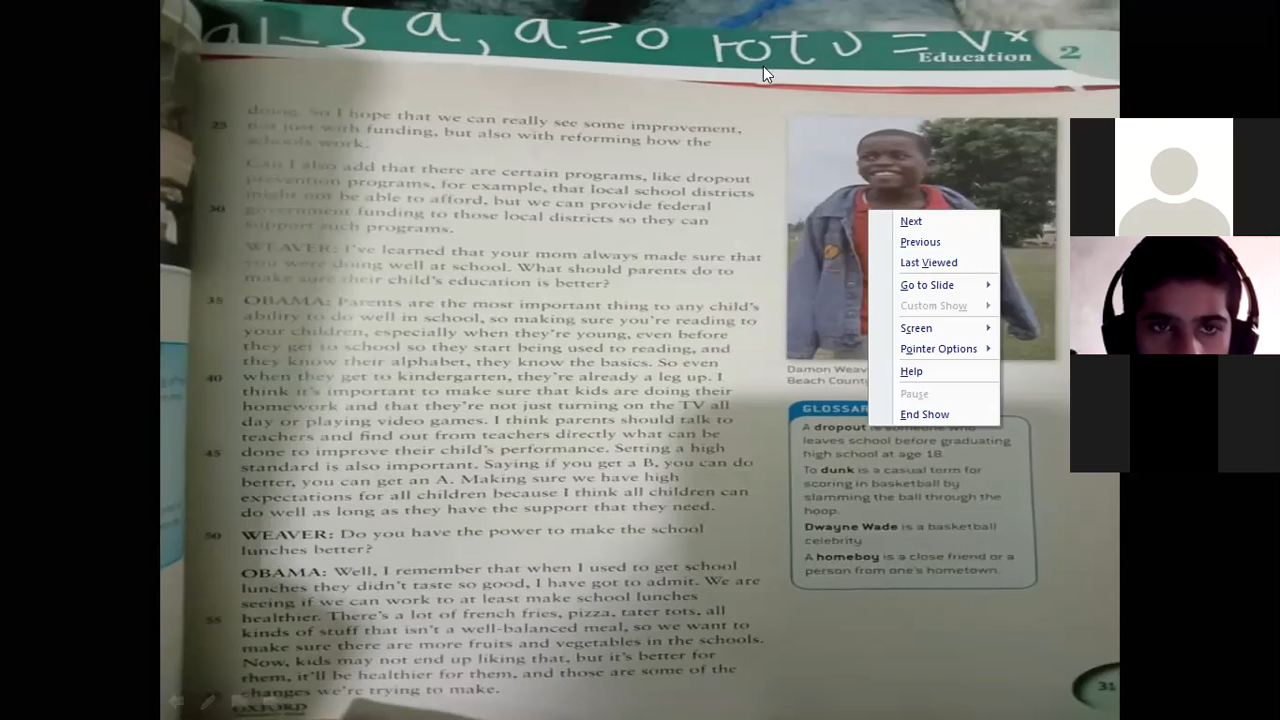 a, a=0
Education 2
doing. So I hope that we can really see some improvement,
25 not just with funding, but also with reforming how the
schools work.
Can I also add that there are certain programs, like dropout
prevention programs, for example, that local school districts
might not be able to afford, but we can provide federal
30 government funding to those local districts so they can
support such programs.
WEAVER: I've learned that your mom always made sure that
you were doing well at school. What should parents do to
make sure their child's education is better?
35 OBAMA: Parents are the most important thing to any child's
ability to do well in school, so making sure you're reading to
your children, especially when they're young, even before
they get to school so they start being used to reading, and
they know their alphabet, they know the basics. So even
40 when they get to kindergarten, they're already a leg up. I
think it's important to make sure that kids are doing their
homework and that they're not just turning on the TV all
day or playing video games. I think parents should talk to
teachers and find out from teachers directly what can be
45 done to improve their child's performance. Setting a high
standard is also important. Saying if you get a B, you can do
better, you can get an A. Making sure we have high
expectations for all children because I think all children can
do well as long as they have the support that they need.
50 WEAVER: Do you have the power to make the school
lunches better?
OBAMA: Well, I remember that when I used to get school
lunches they didn't taste so good, I have got to admit. We are
seeing if we can work to at least make school lunches
55 healthier. There's a lot of french fries, pizza, tater tots, all
kinds of stuff that isn't a well-balanced meal, so we want to
make sure there are more fruits and vegetables in the schools.
Now, kids may not end up liking that, but it's better for
them, it'll be healthier for them, and those are some of the
changes we're trying to make.
OXFORD
Damon Weav
Beach Count
GLOSSAR
A dropout is someone who
leaves school before graduating
high school at age 18.
To dunk is a casual term for
scoring in basketball by
slamming the ball through the
hoop.
Dwayne Wade is a basketball
celebrity
A homeboy is a close friend or a
person from one's hometown.
31
Next
Previous
Last Viewed
Go to Slide
Custom Show
Screen
Pointer Options
Help
Pause
End Show